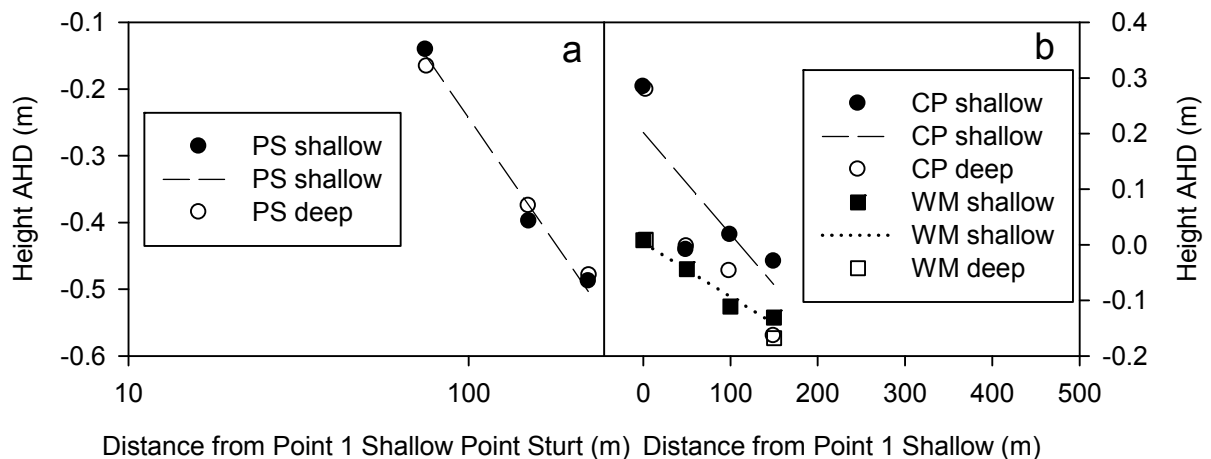 -0.1
-0.2
-0.3
-0.4
-0.5
-0.6
Height AHD (m)
a
PS shallow
PS shallow
PS deep
10
100
Distance from Point 1 Shallow Point Sturt (m)
b
CP shallow
CP shallow
CP deep
WM shallow
WM shallow
WM deep
0
100
200
300
400
500
Distance from Point 1 Shallow (m)
0.4
0.3
0.2
0.1
0.0
-0.1
-0.2
Height AHD (m)